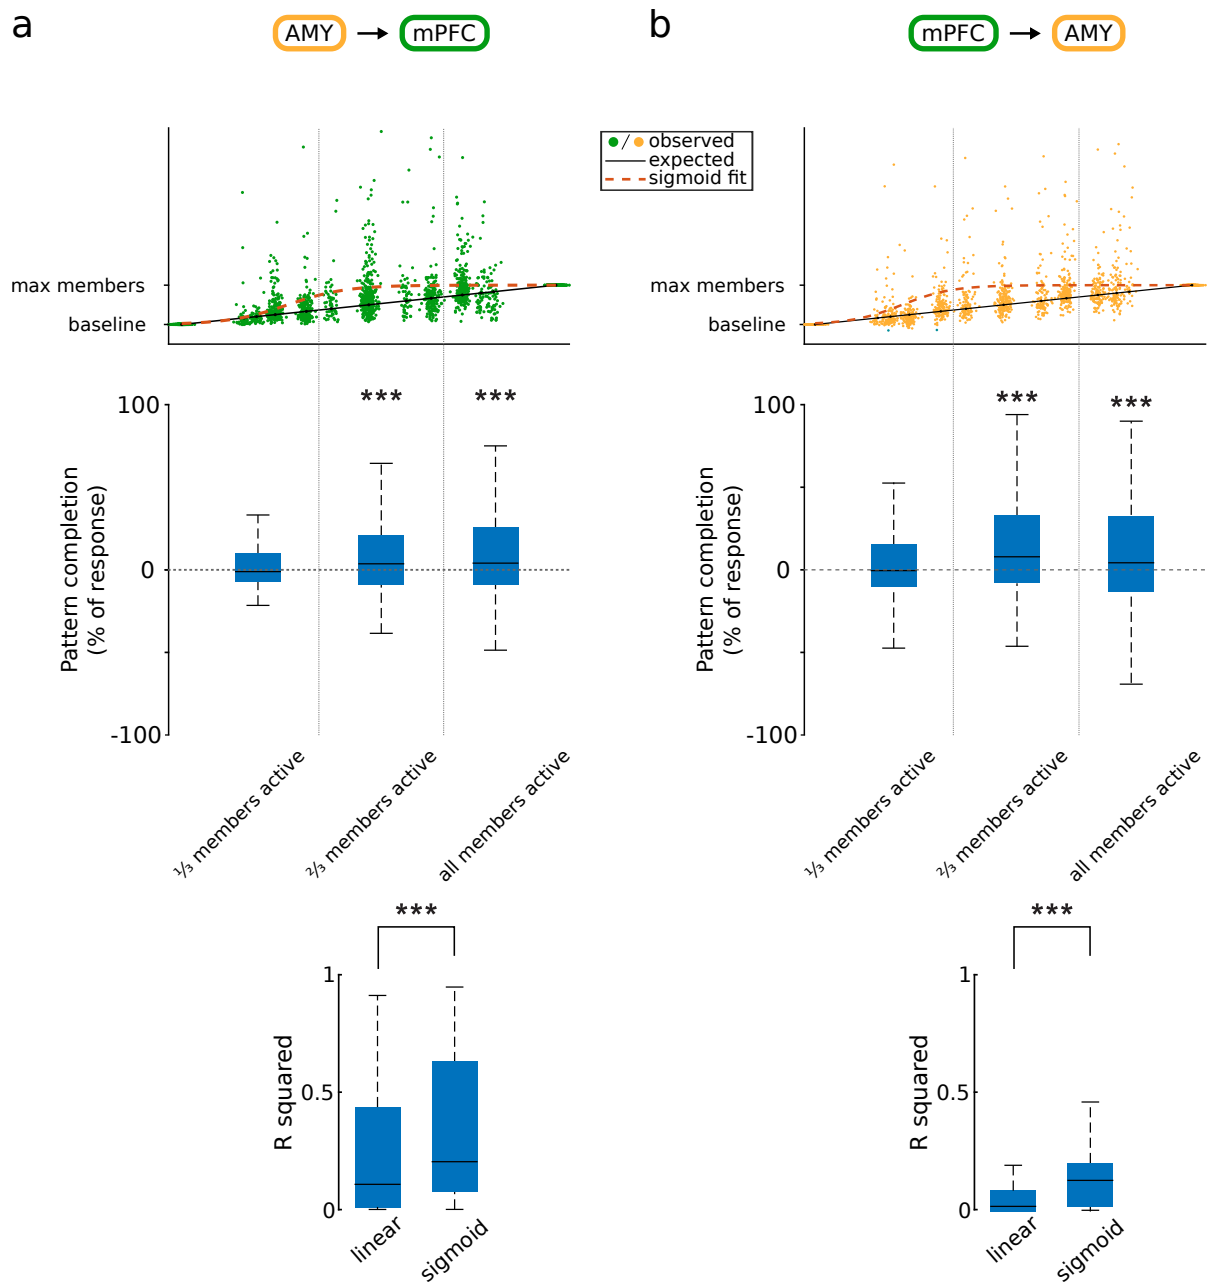 a
AMY → mPFC
b
mPFC → AMY
max members
baseline
● / ● observed
expected
sigmoid fit
max members
baseline
Pattern completion
(% of response)
100
0
-100
***
***
⅓ members active
⅔ members active
all members active
Pattern completion
(% of response)
100
0
-100
***
***
⅓ members active
⅔ members active
all members active
***
R squared
1
0.5
0
linear
sigmoid
***
R squared
1
0.5
0
linear
sigmoid